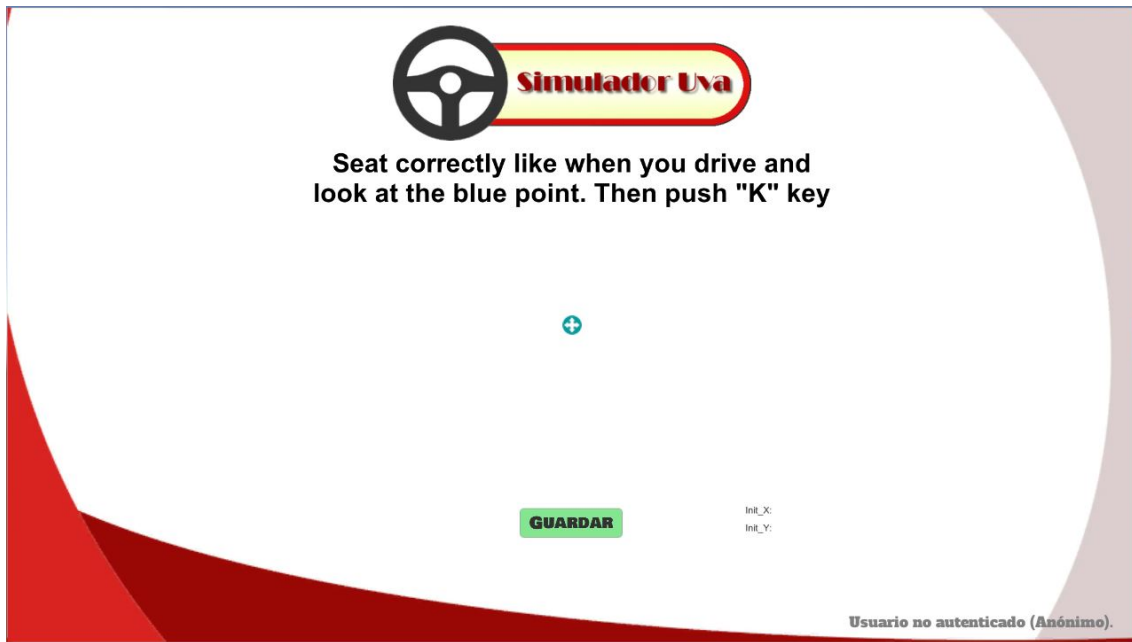 Simulador Uva
Seat correctly like when you drive and
look at the blue point. Then push "K" key
GUARDAR
Init_X:
Init_Y:
Usuario no autenticado (Anónimo).